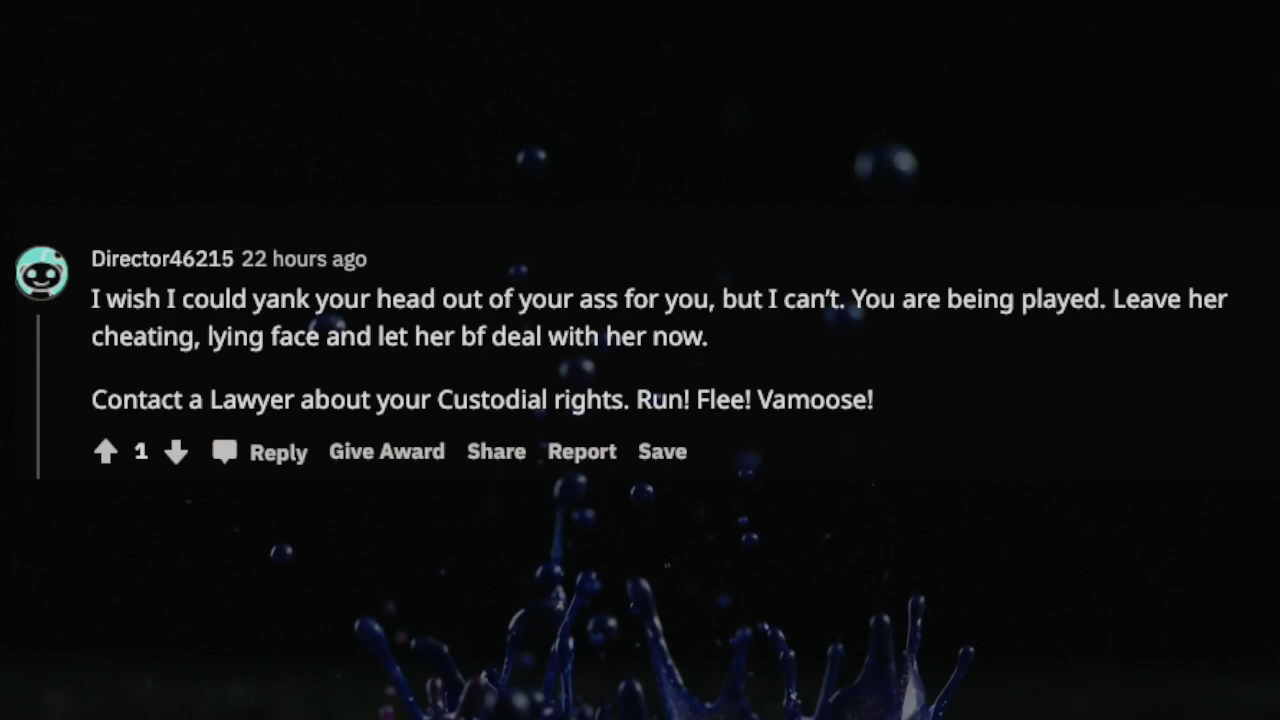 Director46215 22 hours ago
I wish I could yank your head out of your ass for you, but I can't. You are being played. Leave her
cheating, lying face and let her bf deal with her now.
Contact a Lawyer about your Custodial rights. Run! Flee! Vamoose!
1 Reply Give Award Share Report Save